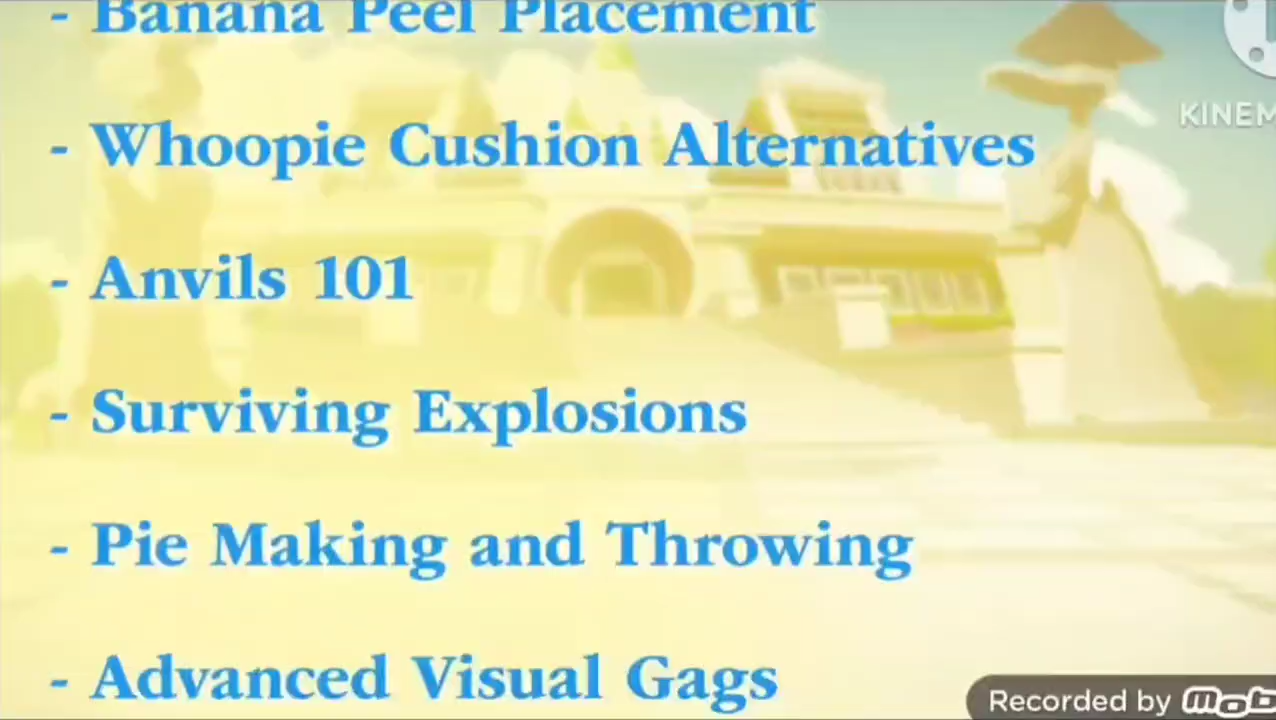 - Banana Peel Placement
KINEM
- Whoopie Cushion Alternatives
- Anvils 101
- Surviving Explosions
- Pie Making and Throwing
- Advanced Visual Gags
Recorded by mob